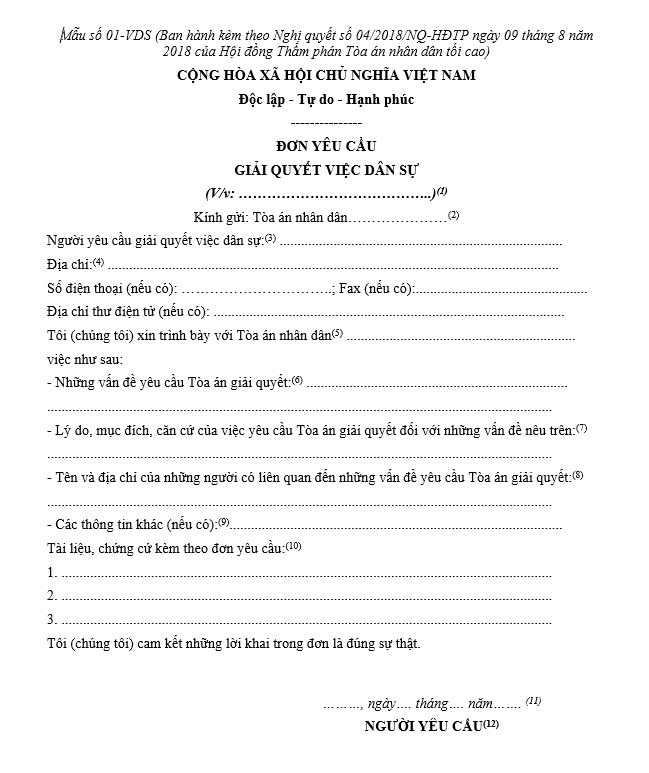 Mẫu số 01-VDS (Ban hành kèm theo Nghị quyết số 04/2018/NQ-HĐTP ngày 09 tháng 8 năm
2018 của Hội đồng Thẩm phán Tòa án nhân dân tối cao)
CỘNG HÒA XÃ HỘI CHỦ NGHĨA VIỆT NAM
Độc lập - Tự do - Hạnh phúc
---------------
ĐƠN YÊU CẦU
GIẢI QUYẾT VIỆC DÂN SỰ
(V/v: …………………………………..)(1)
Kính gửi: Tòa án nhân dân…………………(2)
Người yêu cầu giải quyết việc dân sự:(3) ....................................................................................
Địa chỉ:(4) .......................................................................................................................................
Số điện thoại (nếu có): ………………………….; Fax (nếu có):...................................................
Địa chỉ thư điện tử (nếu có): .........................................................................................................
Tôi (chúng tôi) xin trình bày với Tòa án nhân dân(5) ....................................................................
việc như sau:
- Những vấn đề yêu cầu Tòa án giải quyết:(6) ..............................................................................
.......................................................................................................................................................
- Lý do, mục đích, căn cứ của việc yêu cầu Tòa án giải quyết đối với những vấn đề nêu trên:(7)
.......................................................................................................................................................
- Tên và địa chỉ của những người có liên quan đến những vấn đề yêu cầu Tòa án giải quyết:(8)
.......................................................................................................................................................
- Các thông tin khác (nếu có):(9)...................................................................................................
Tài liệu, chứng cứ kèm theo đơn yêu cầu:(10)
1. ...................................................................................................................................................
2. ...................................................................................................................................................
3. ...................................................................................................................................................
Tôi (chúng tôi) cam kết những lời khai trong đơn là đúng sự thật.
………, ngày…. tháng…. năm……. (11)
NGƯỜI YÊU CẦU(12)